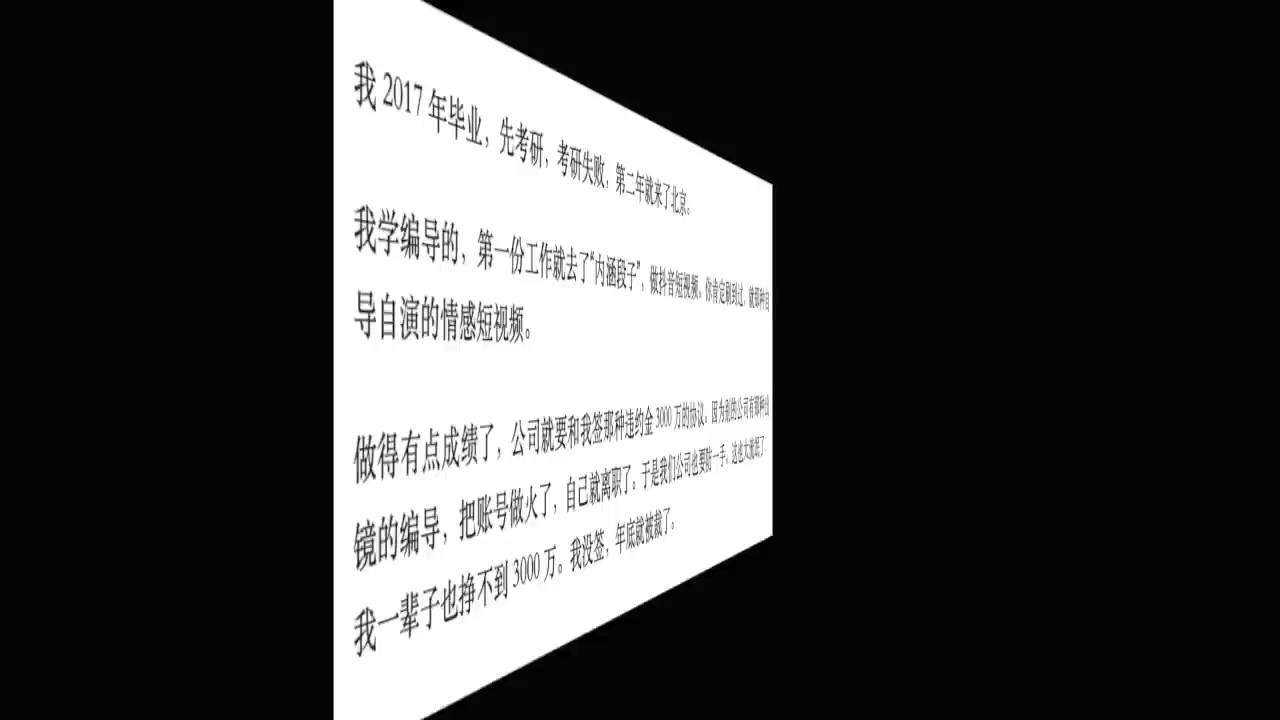 我 2017 年毕业，先考研，考研失败，第二年就来了北京。
我学编导的，第一份工作就去了“内涵段子”，做抖音短视频，你肯定刷到过，就那种自
导自演的情感短视频。
做得有点成绩了，公司就要和我签那种违约金 3000 万的协议。因为别的公司有那种出
镜的编导，把账号做火了，自己就离职了。于是我们公司也要防一手，这也太离谱了，
我一辈子也挣不到 3000 万。我没签，年底就被裁了。